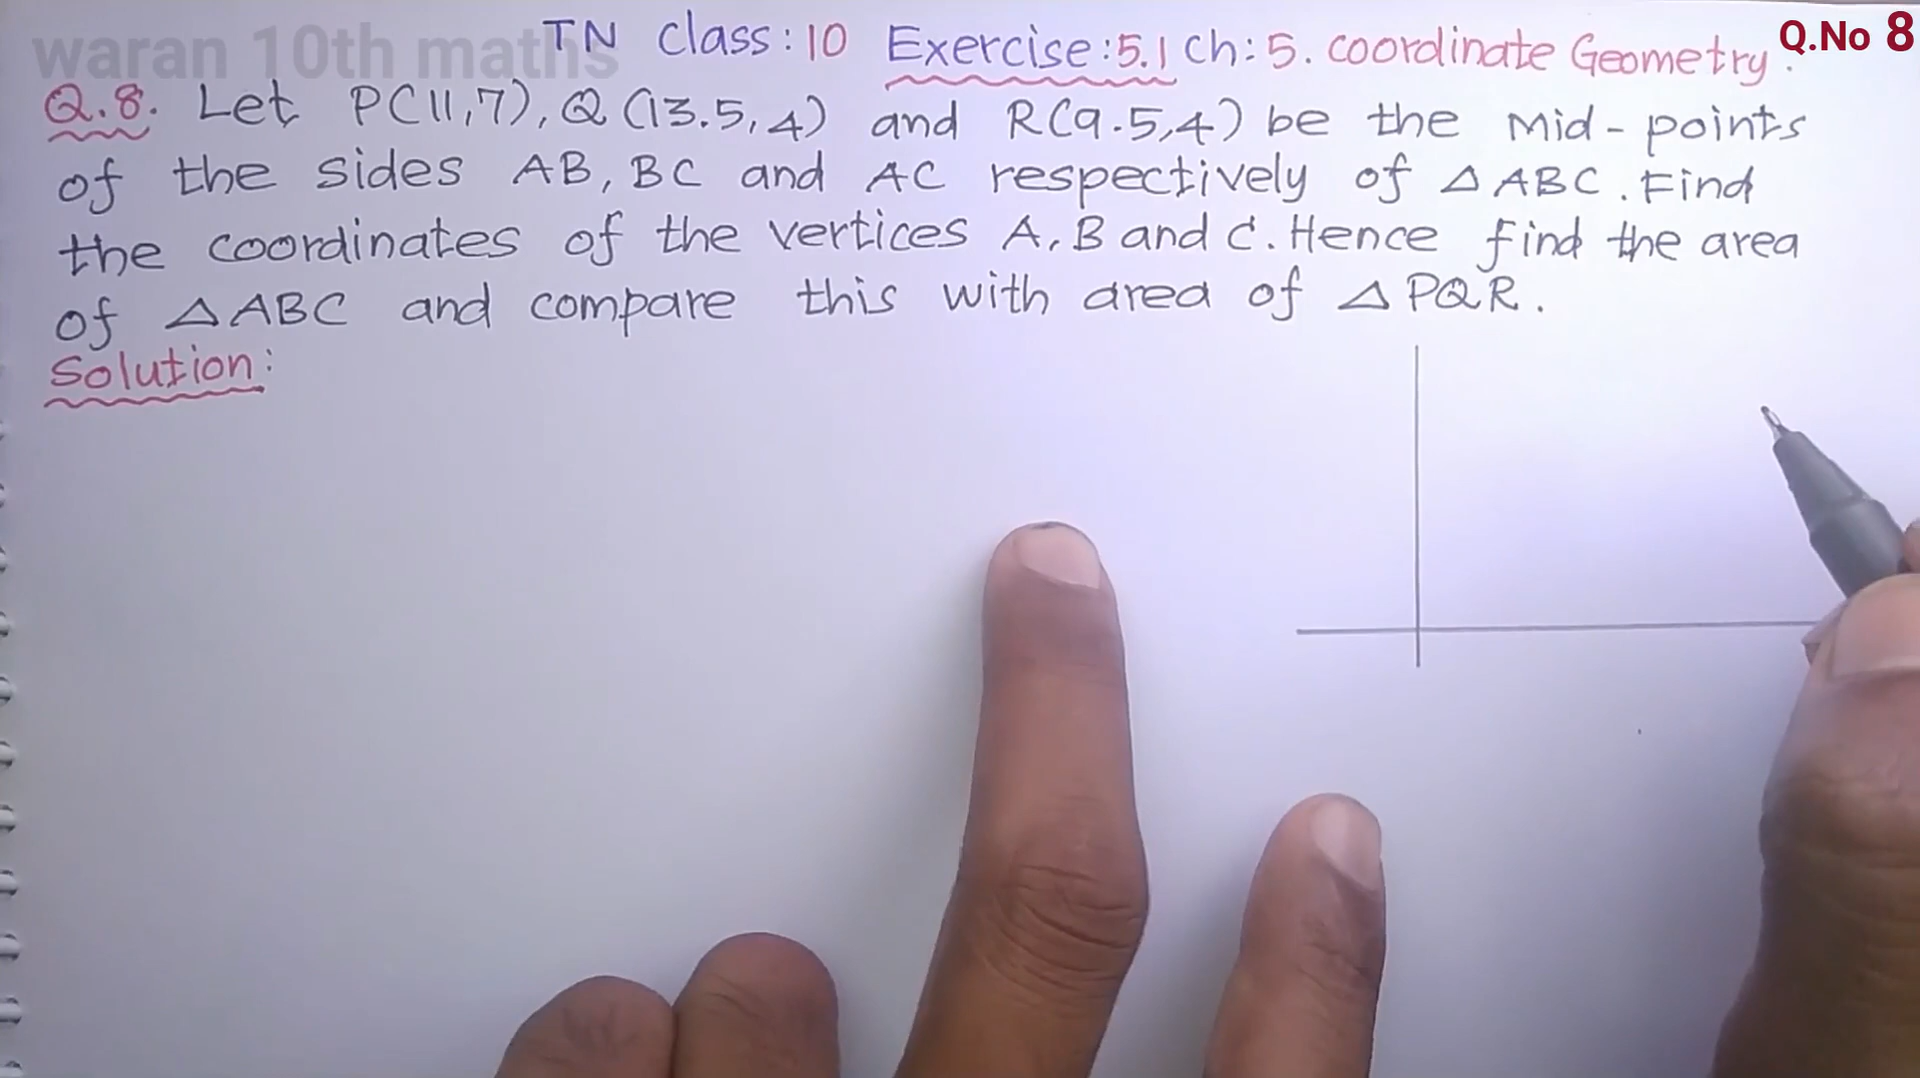 waran 10th maths
TN Class:10 Exercise:5.1 Ch:5. Coordinate Geometry.
Q.No 8
Q.8. Let P(11,7), Q(13.5,4) and R(9.5,4) be the Mid-points
of the sides AB, BC and AC respectively of △ABC. Find
the coordinates of the vertices A, B and C. Hence find the area
of △ABC and compare this with area of △PQR.
Solution: